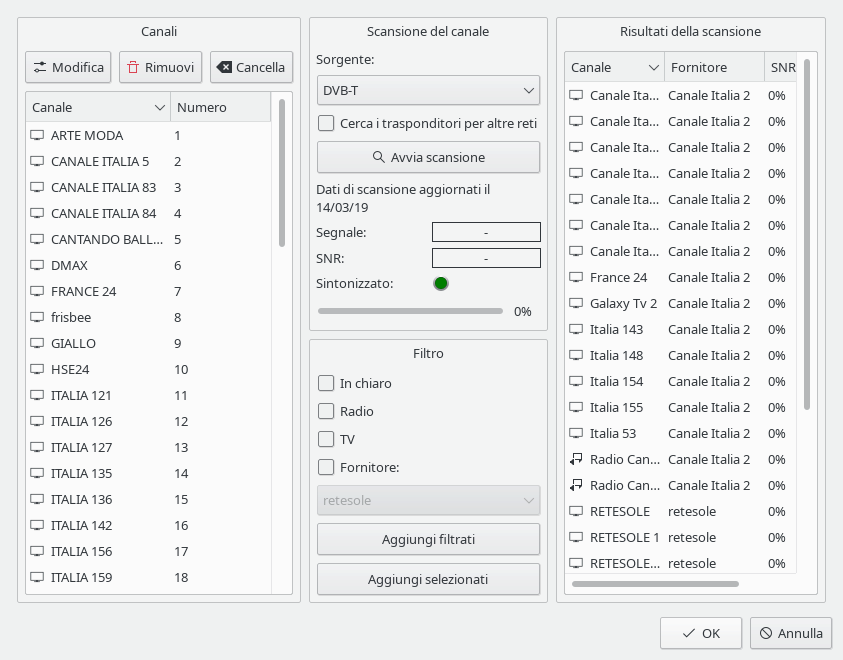 Canali
Modifica
Rimuovi
Cancella
Canale Numero
ARTE MODA 1
CANALE ITALIA 5 2
CANALE ITALIA 83 3
CANALE ITALIA 84 4
CANTANDO BALL... 5
DMAX 6
FRANCE 24 7
frisbee 8
GIALLO 9
HSE24 10
ITALIA 121 11
ITALIA 126 12
ITALIA 127 13
ITALIA 135 14
ITALIA 136 15
ITALIA 142 16
ITALIA 156 17
ITALIA 159 18
Scansione del canale
Sorgente:
DVB-T
Cerca i trasponditori per altre reti
Avvia scansione
Dati di scansione aggiornati il
14/03/19
Segnale: -
SNR: -
Sintonizzato:
0%
Filtro
In chiaro
Radio
TV
Fornitore:
retesole
Aggiungi filtrati
Aggiungi selezionati
Risultati della scansione
Canale Fornitore SNR
Canale Ita... Canale Italia 2 0%
Canale Ita... Canale Italia 2 0%
Canale Ita... Canale Italia 2 0%
Canale Ita... Canale Italia 2 0%
Canale Ita... Canale Italia 2 0%
Canale Ita... Canale Italia 2 0%
Canale Ita... Canale Italia 2 0%
France 24 Canale Italia 2 0%
Galaxy Tv 2 Canale Italia 2 0%
Italia 143 Canale Italia 2 0%
Italia 148 Canale Italia 2 0%
Italia 154 Canale Italia 2 0%
Italia 155 Canale Italia 2 0%
Italia 53 Canale Italia 2 0%
Radio Can... Canale Italia 2 0%
Radio Can... Canale Italia 2 0%
RETESOLE retesole 0%
RETESOLE 1 retesole 0%
RETESOLE... retesole 0%
OK
Annulla